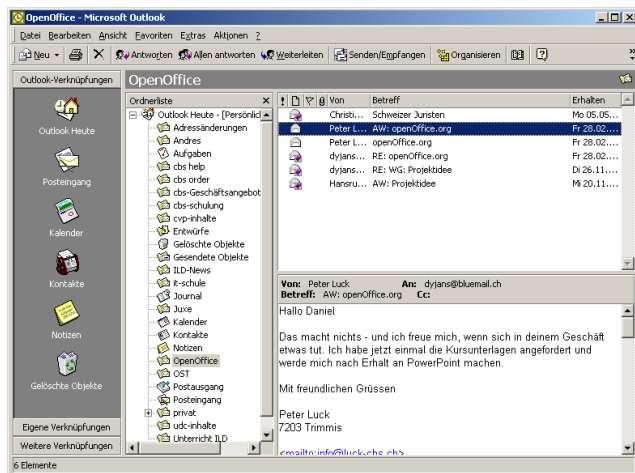 OpenOffice - Microsoft Outlook
Datei Bearbeiten Ansicht Favoriten Extras Aktionen ?
Neu Antworten Allen antworten Weiterleiten Senden/Empfangen Organisieren
Outlook-Verknüpfungen
OpenOffice
Outlook Heute
Posteingang
Kalender
Kontakte
Notizen
Gelöschte Objekte
Eigene Verknüpfungen
Weitere Verknüpfungen
Ordnerliste
Outlook Heute - [Persönlic
Adressänderungen
Andres
Aufgaben
cbs help
cbs order
cbs-Geschäftsangebot
cbs-schulung
cvp-inhalte
Entwürfe
Gelöschte Objekte
Gesendete Objekte
ILD-News
it-schule
Journal
Juxe
Kalender
Kontakte
Notizen
OpenOffice
OST
Postausgang
Posteingang
privat
udc-inhalte
Unterricht ILD
Von Betreff Erhalten
Christi... Schweizer Juristen Mo 05.05...
Peter L... AW: openOffice.org Fr 28.02...
Peter L... openOffice.org Fr 28.02...
dyjans... RE: openOffice.org Fr 28.02...
dyjans... RE: WG: Projektidee Di 26.11...
Hansru... AW: Projektidee Mi 20.11...
Von: Peter Luck An: dyjans@bluemail.ch
Betreff: AW: openOffice.org Cc:
Hallo Daniel
Das macht nichts - und ich freue mich, wenn sich in deinem Geschäft
etwas tut. Ich habe jetzt einmal die Kursunterlagen angefordert und
werde mich nach Erhalt an PowerPoint machen.
Mit freundlichen Grüssen
Peter Luck
7203 Trimmis
<mailto:info@luck-cbs.ch>
6 Elemente